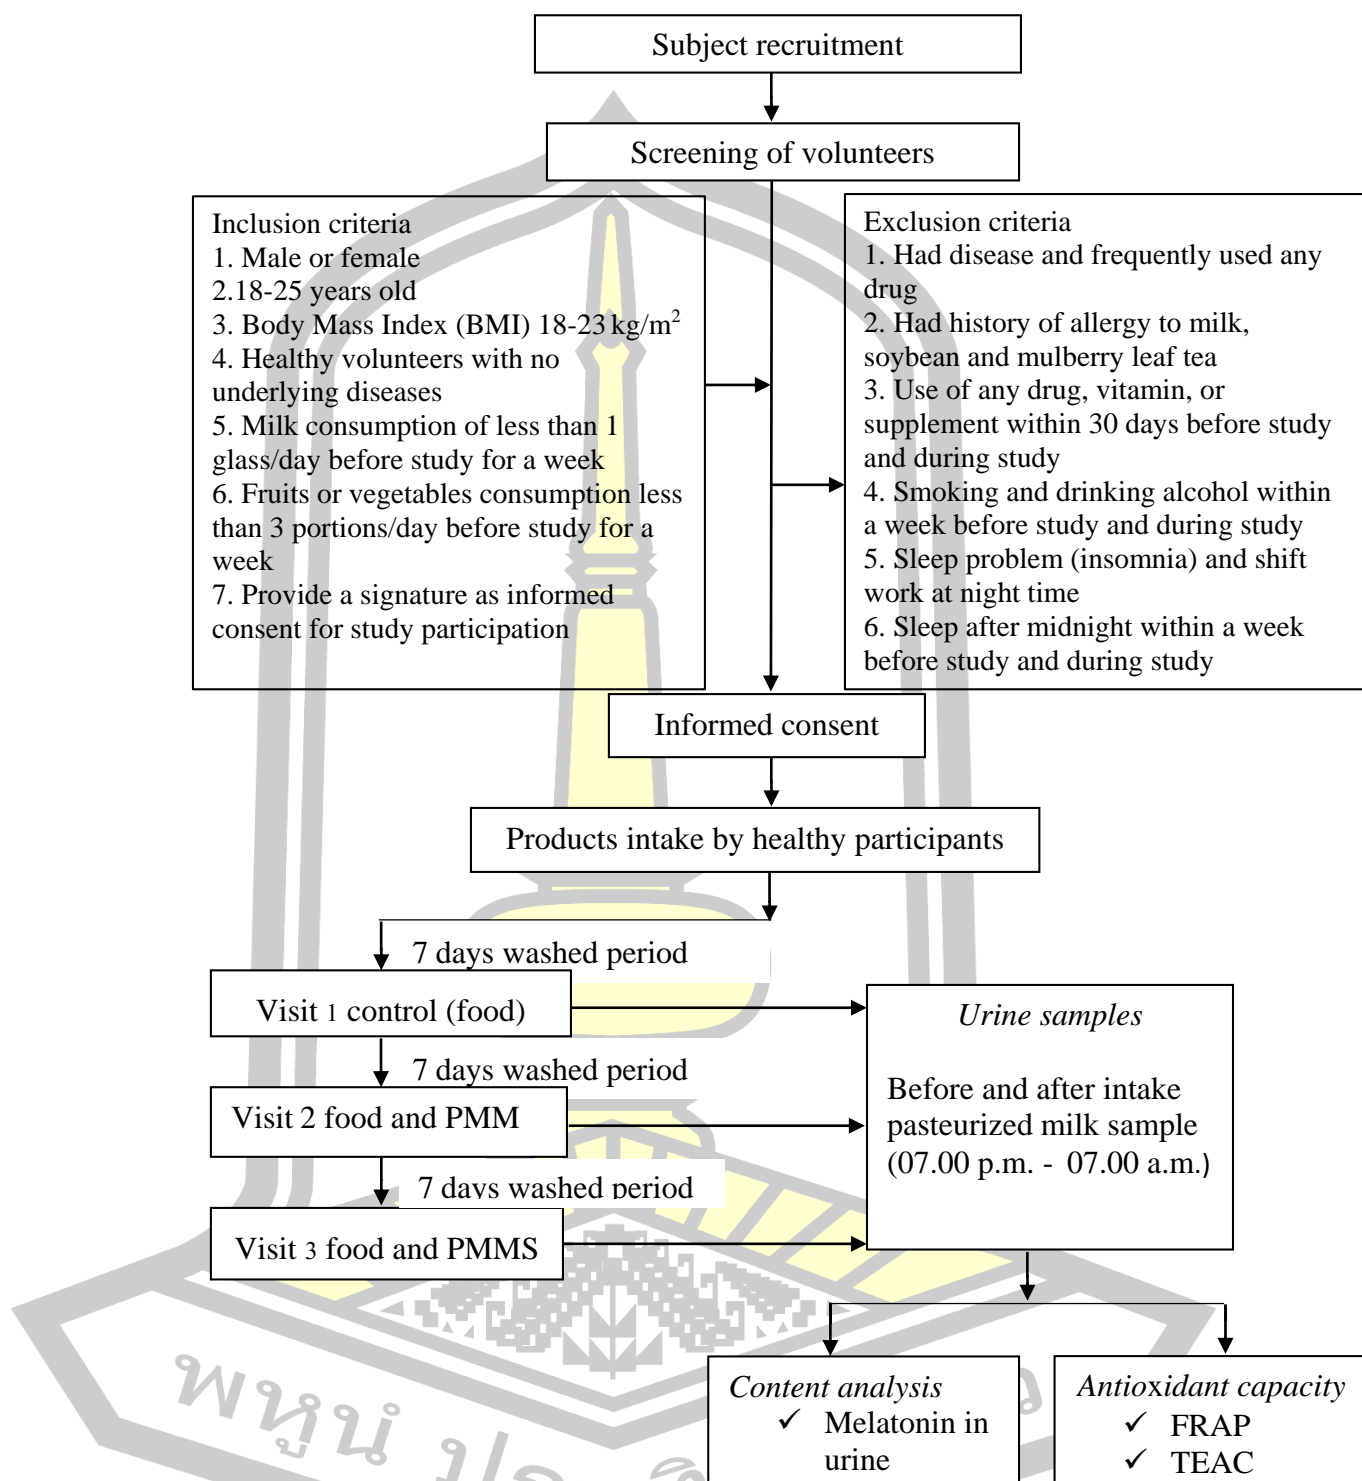 Subject recruitment
Screening of volunteers
Inclusion criteria
1. Male or female
2.18-25 years old
3. Body Mass Index (BMI) 18-23 kg/m²
4. Healthy volunteers with no
underlying diseases
5. Milk consumption of less than 1
glass/day before study for a week
6. Fruits or vegetables consumption less
than 3 portions/day before study for a
week
7. Provide a signature as informed
consent for study participation
Exclusion criteria
1. Had disease and frequently used any
drug
2. Had history of allergy to milk,
soybean and mulberry leaf tea
3. Use of any drug, vitamin, or
supplement within 30 days before study
and during study
4. Smoking and drinking alcohol within
a week before study and during study
5. Sleep problem (insomnia) and shift
work at night time
6. Sleep after midnight within a week
before study and during study
Informed consent
Products intake by healthy participants
7 days washed period
Visit 1 control (food)
7 days washed period
Visit 2 food and PMM
7 days washed period
Visit 3 food and PMMS
Urine samples
Before and after intake
pasteurized milk sample
(07.00 p.m. - 07.00 a.m.)
Content analysis
✓ Melatonin in
urine
Antioxidant capacity
✓ FRAP
✓ TEAC
พหูนํ